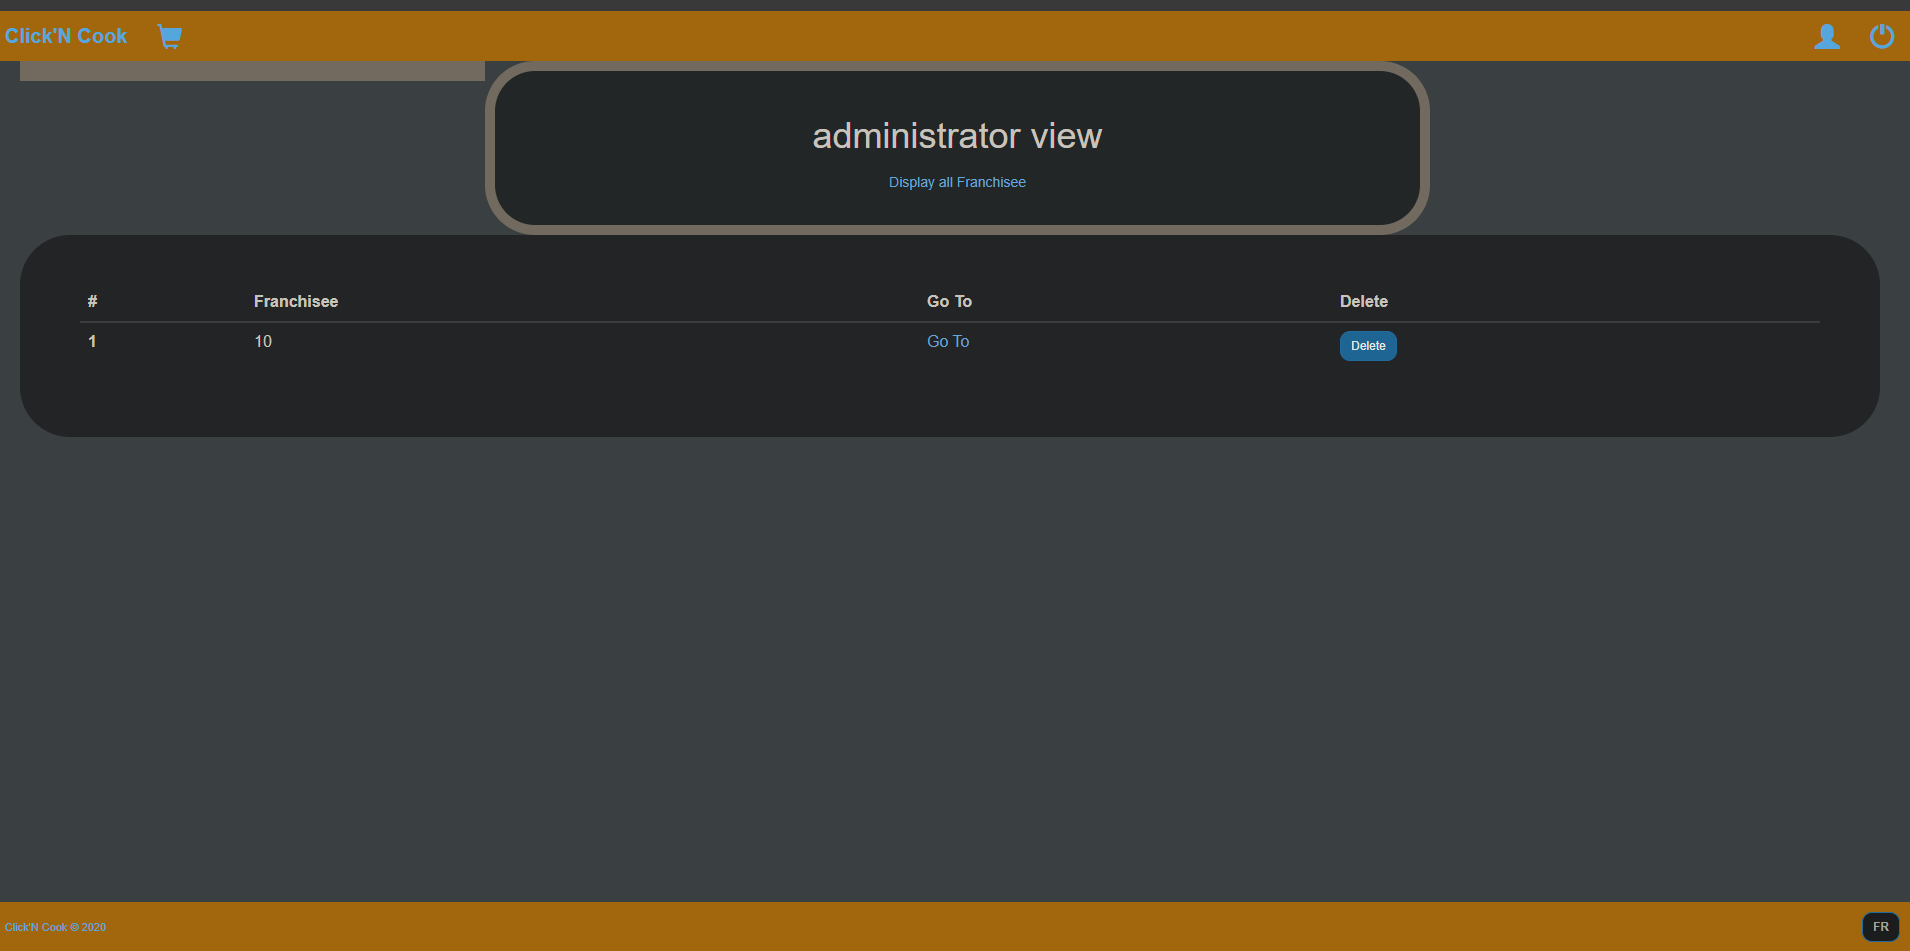 Click'N Cook
administrator view
Display all Franchisee
# Franchisee Go To Delete
1 10 Go To Delete
Click'N Cook © 2020
FR